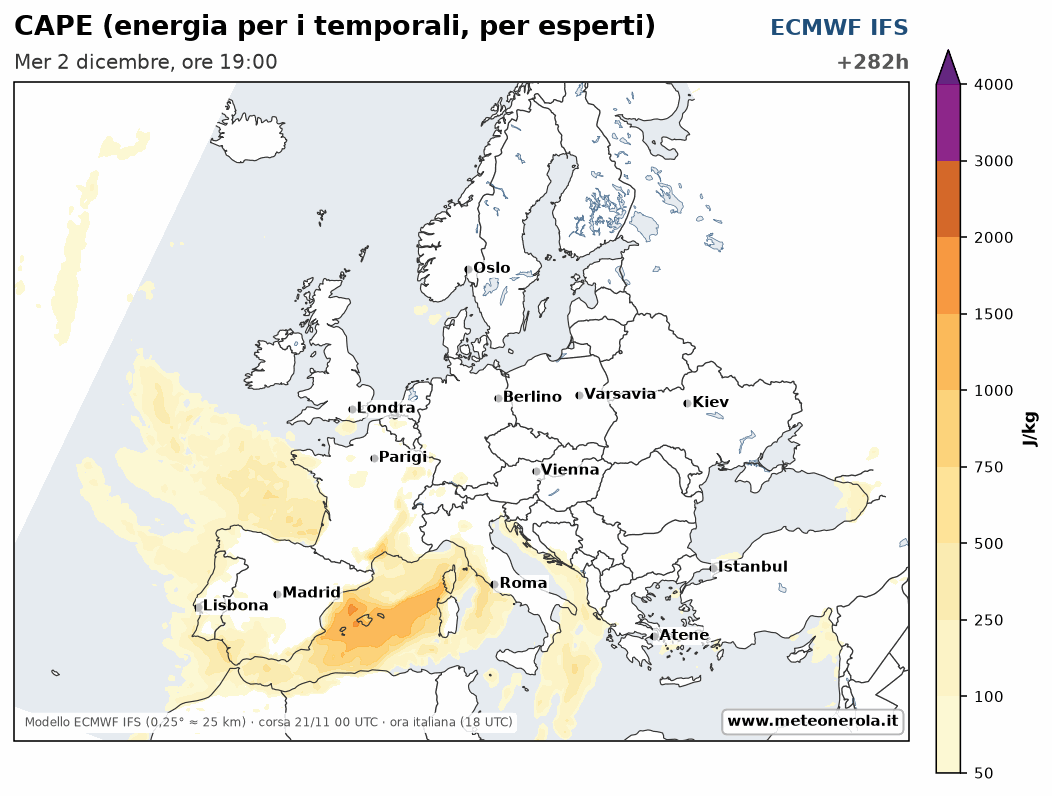 CAPE (energia per i temporali, per esperti)
ECMWF IFS
Mer 2 dicembre, ore 19:00
+282h
4000
3000
2000
1500
1000
750
500
250
100
50
J/kg
Oslo
Londra
Berlino
Varsavia
Kiev
Parigi
Vienna
Istanbul
Roma
Madrid
Lisbona
Atene
Modello ECMWF IFS (0,25° ≈ 25 km) · corsa 21/11 00 UTC · ora italiana (18 UTC)
www.meteonerola.it